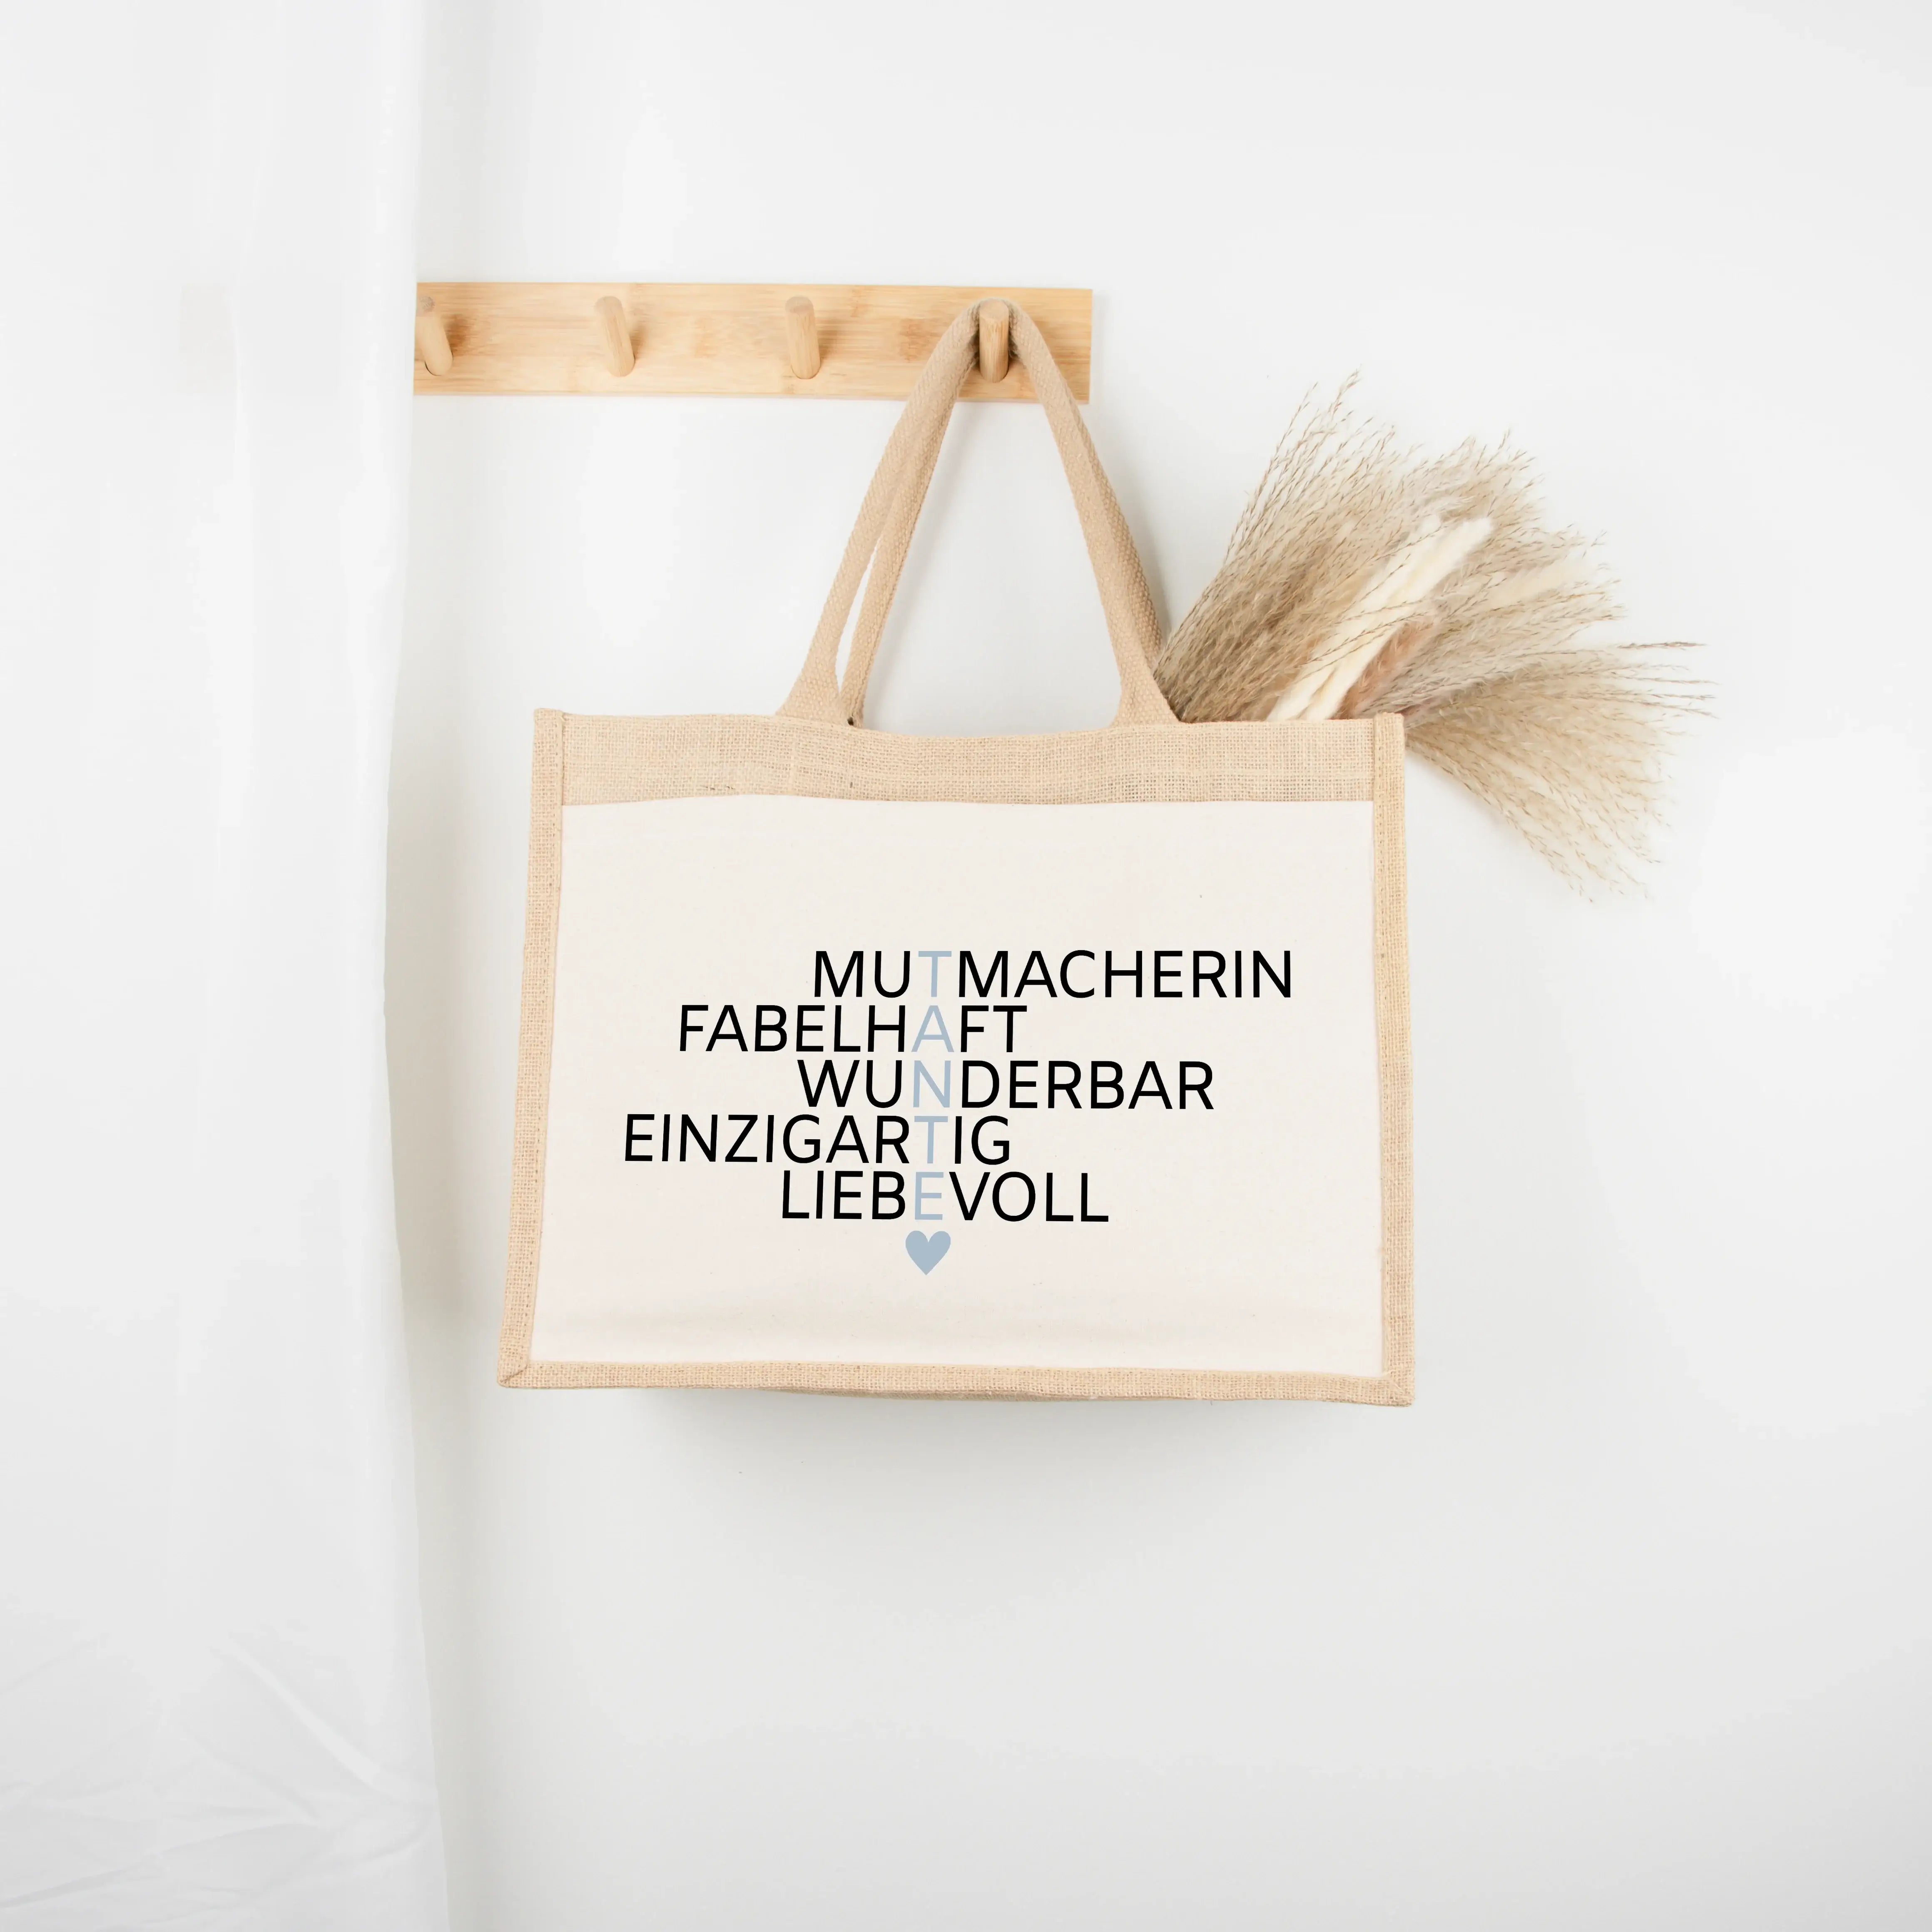 MUTMACHERIN
FABELHAFT
WUNDERBAR
EINZIGARTIG
LIEBEVOLL